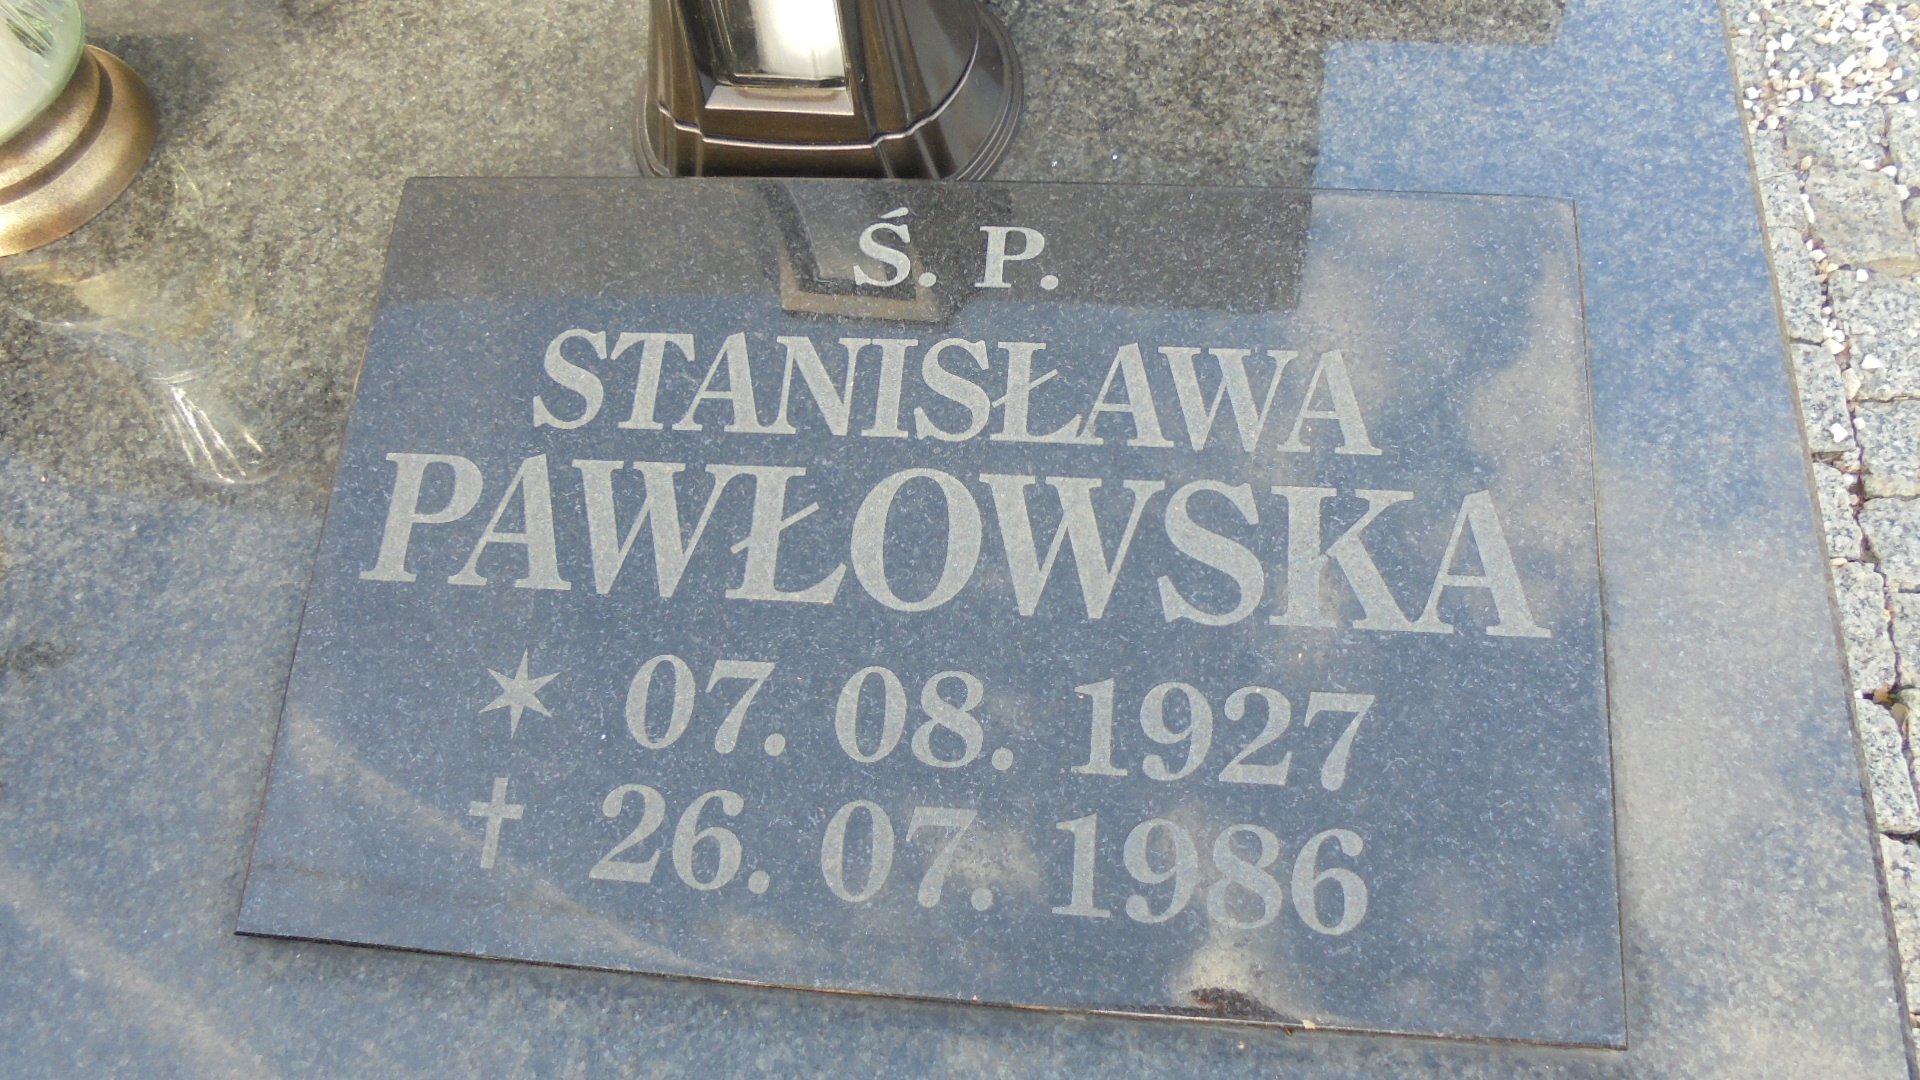 Ś. P.
STANISŁAWA
PAWŁOWSKA
* 07. 08. 1927
✝ 26. 07. 1986